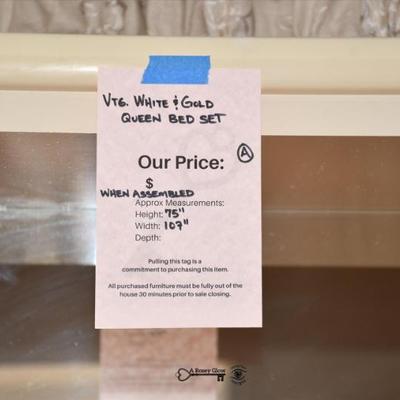 VTG. WHITE & GOLD
QUEEN BED SET
Our Price:
A
$
WHEN ASSEMBLED
Approx Measurements:
Height: 75"
Width: 107"
Depth:
Pulling this tag is a
commitment to purchasing this item.
All purchased furniture must be fully out of the
house 30 minutes prior to sale closing.
A Rosey Glow